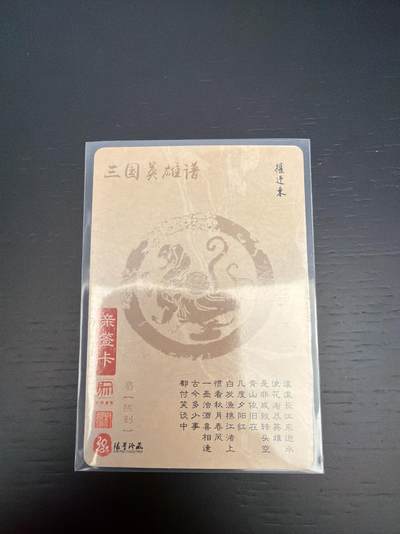 三国英雄谱
亲签卡
蜀【陈到】
滚滚长江东逝水
浪花淘尽英雄
是非成败转头空
青山依旧在
几度夕阳红
白发渔樵江渚上
惯看秋月春风
一壶浊酒喜相逢
古今多少事
都付笑谈中